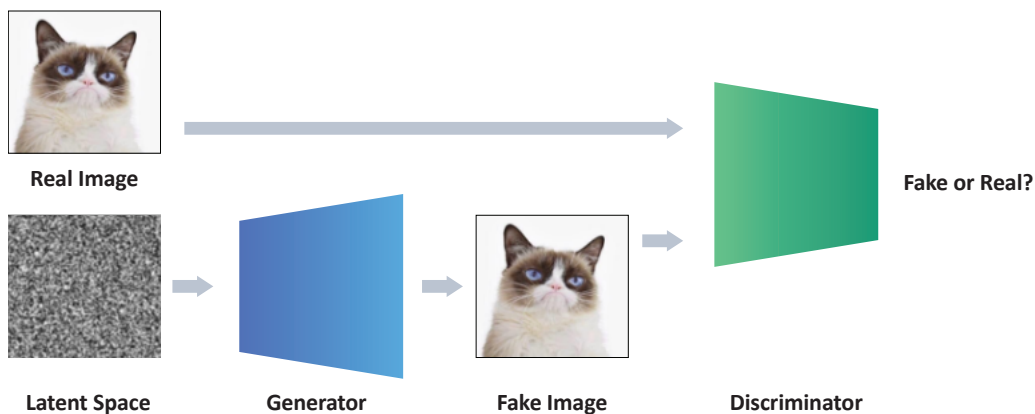 Real Image
Fake or Real?
Latent Space
Generator
Fake Image
Discriminator